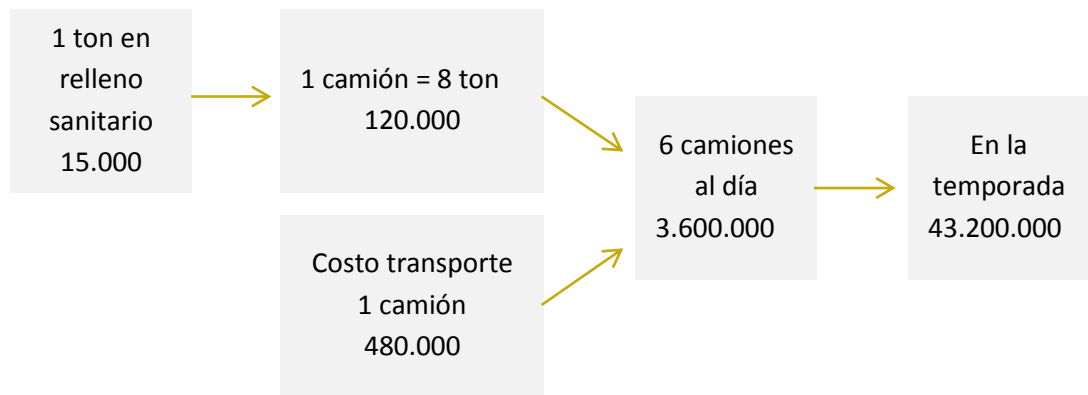 1 ton en
relleno
sanitario
15.000
1 camión = 8 ton
120.000
Costo transporte
1 camión
480.000
6 camiones
al día
3.600.000
En la
temporada
43.200.000